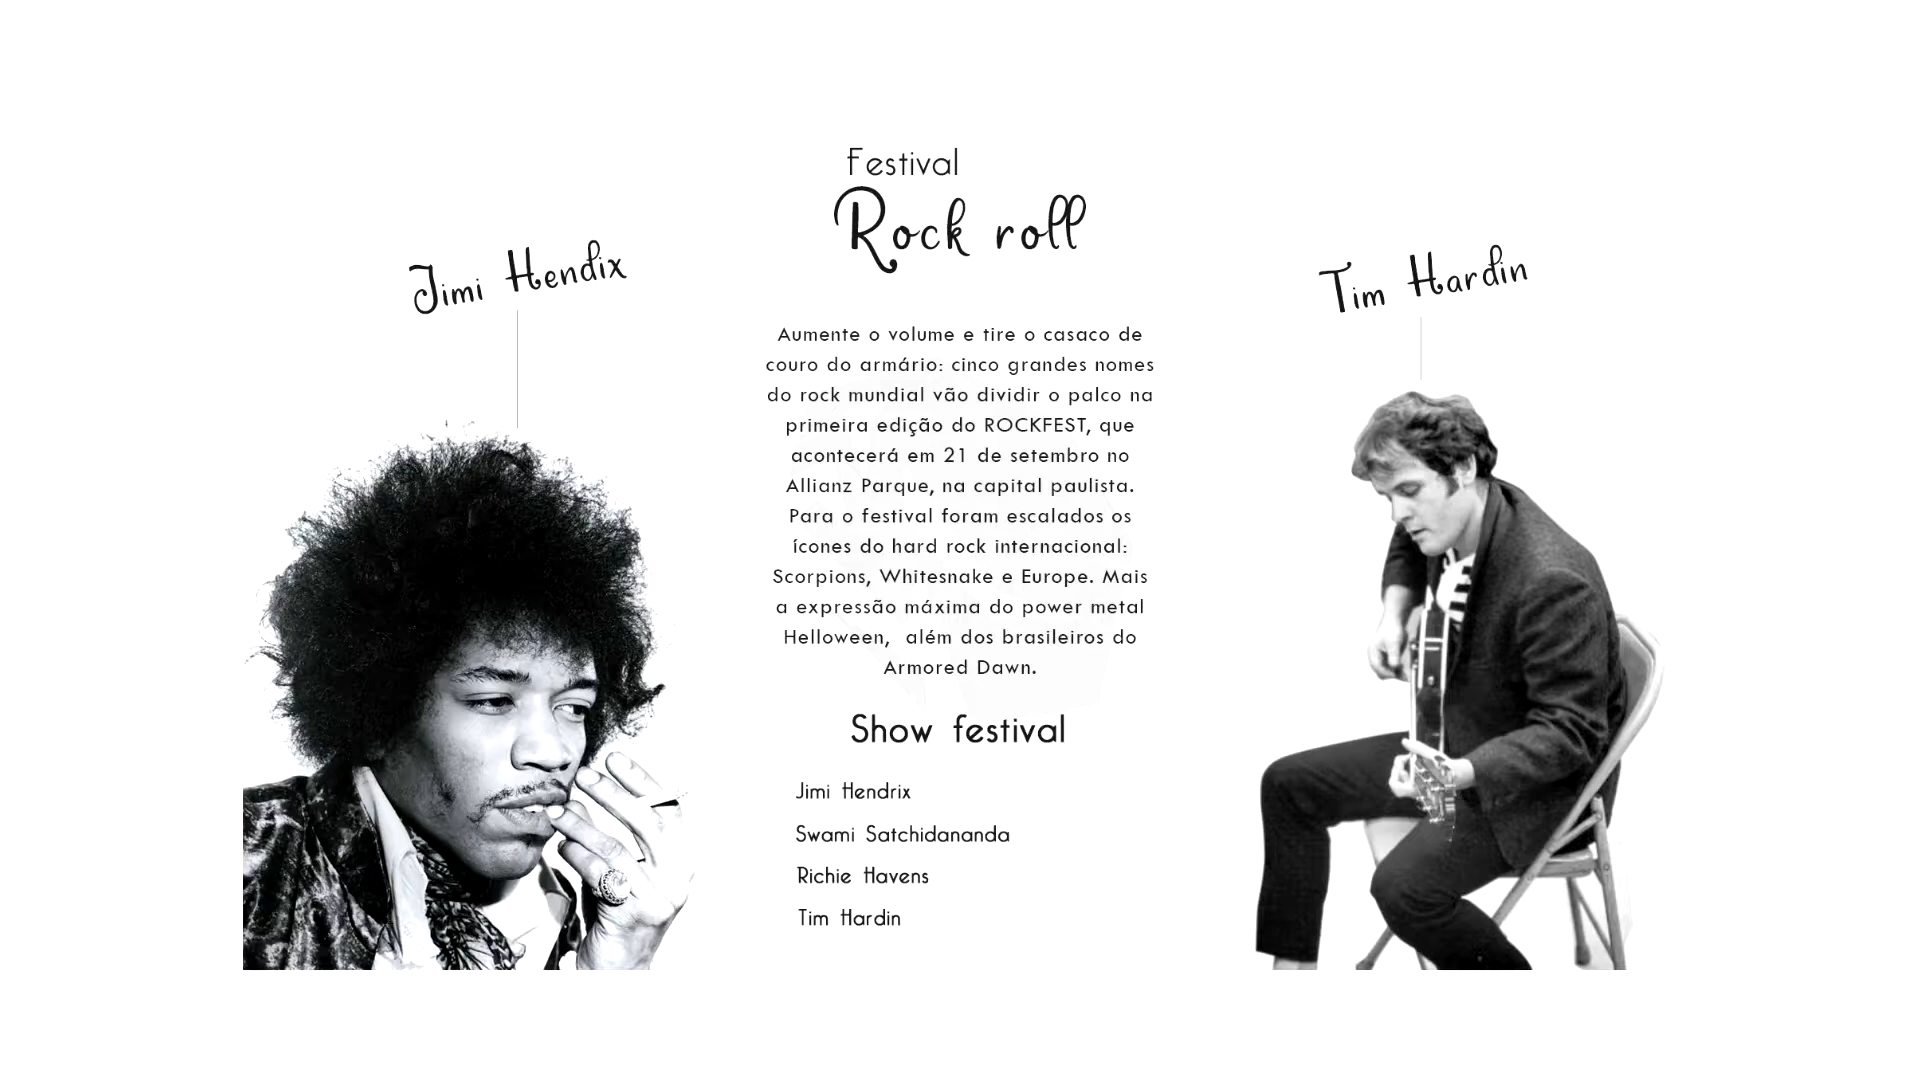 Festival
Rock roll
Jimi Hendix
Tim Hardin
Aumente o volume e tire o casaco de
couro do armário: cinco grandes nomes
do rock mundial vão dividir o palco na
primeira edição do ROCKFEST, que
acontecerá em 21 de setembro no
Allianz Parque, na capital paulista.
Para o festival foram escalados os
ícones do hard rock internacional:
Scorpions, Whitesnake e Europe. Mais
a expressão máxima do power metal
Helloween,  além dos brasileiros do
Armored Dawn.
Show festival
Jimi Hendrix
Swami Satchidananda
Richie Havens
Tim Hardin